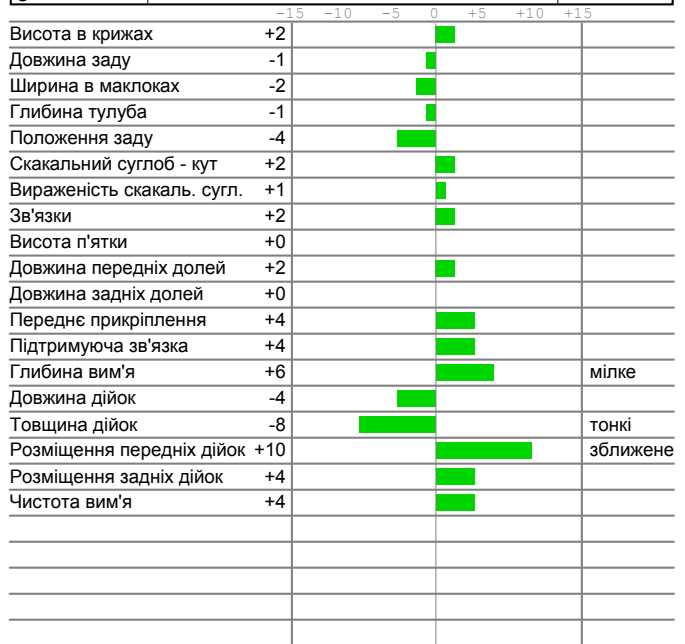 -15 -10 -5 0 +5 +10 +15
Висота в крижах +2
Довжина заду -1
Ширина в маклоках -2
Глибина тулуба -1
Положення заду -4
Скакальний суглоб - кут +2
Вираженість скакаль. сугл. +1
Зв'язки +2
Висота п'ятки +0
Довжина передніх долей +2
Довжина задніх долей +0
Переднє прикріплення +4
Підтримуюча зв'язка +4
Глибина вим'я +6 мілке
Довжина дійок -4
Товщина дійок -8 тонкі
Розміщення передніх дійок +10 зближене
Розміщення задніх дійок +4
Чистота вим'я +4